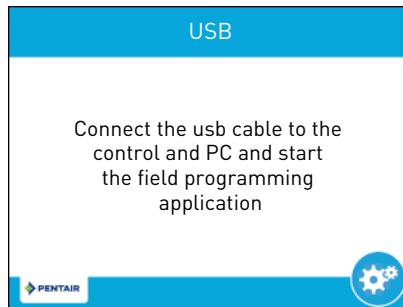 USB
Connect the usb cable to the
control and PC and start
the field programming
application
PENTAIR